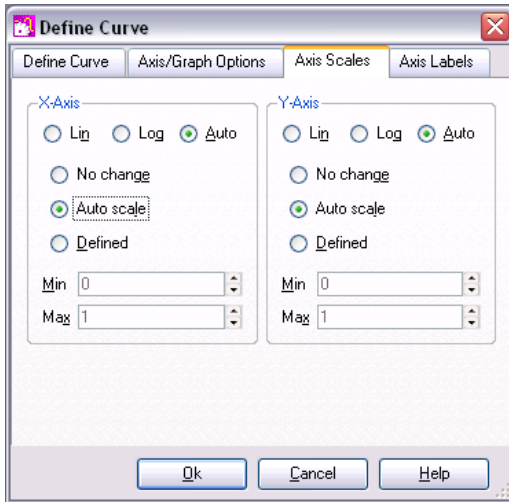 Define Curve
Define Curve Axis/Graph Options Axis Scales Axis Labels
X-Axis Y-Axis
Lin Log Auto Lin Log Auto
No change No change
Auto scale Auto scale
Defined Defined
Min 0 Min 0
Max 1 Max 1
Ok Cancel Help